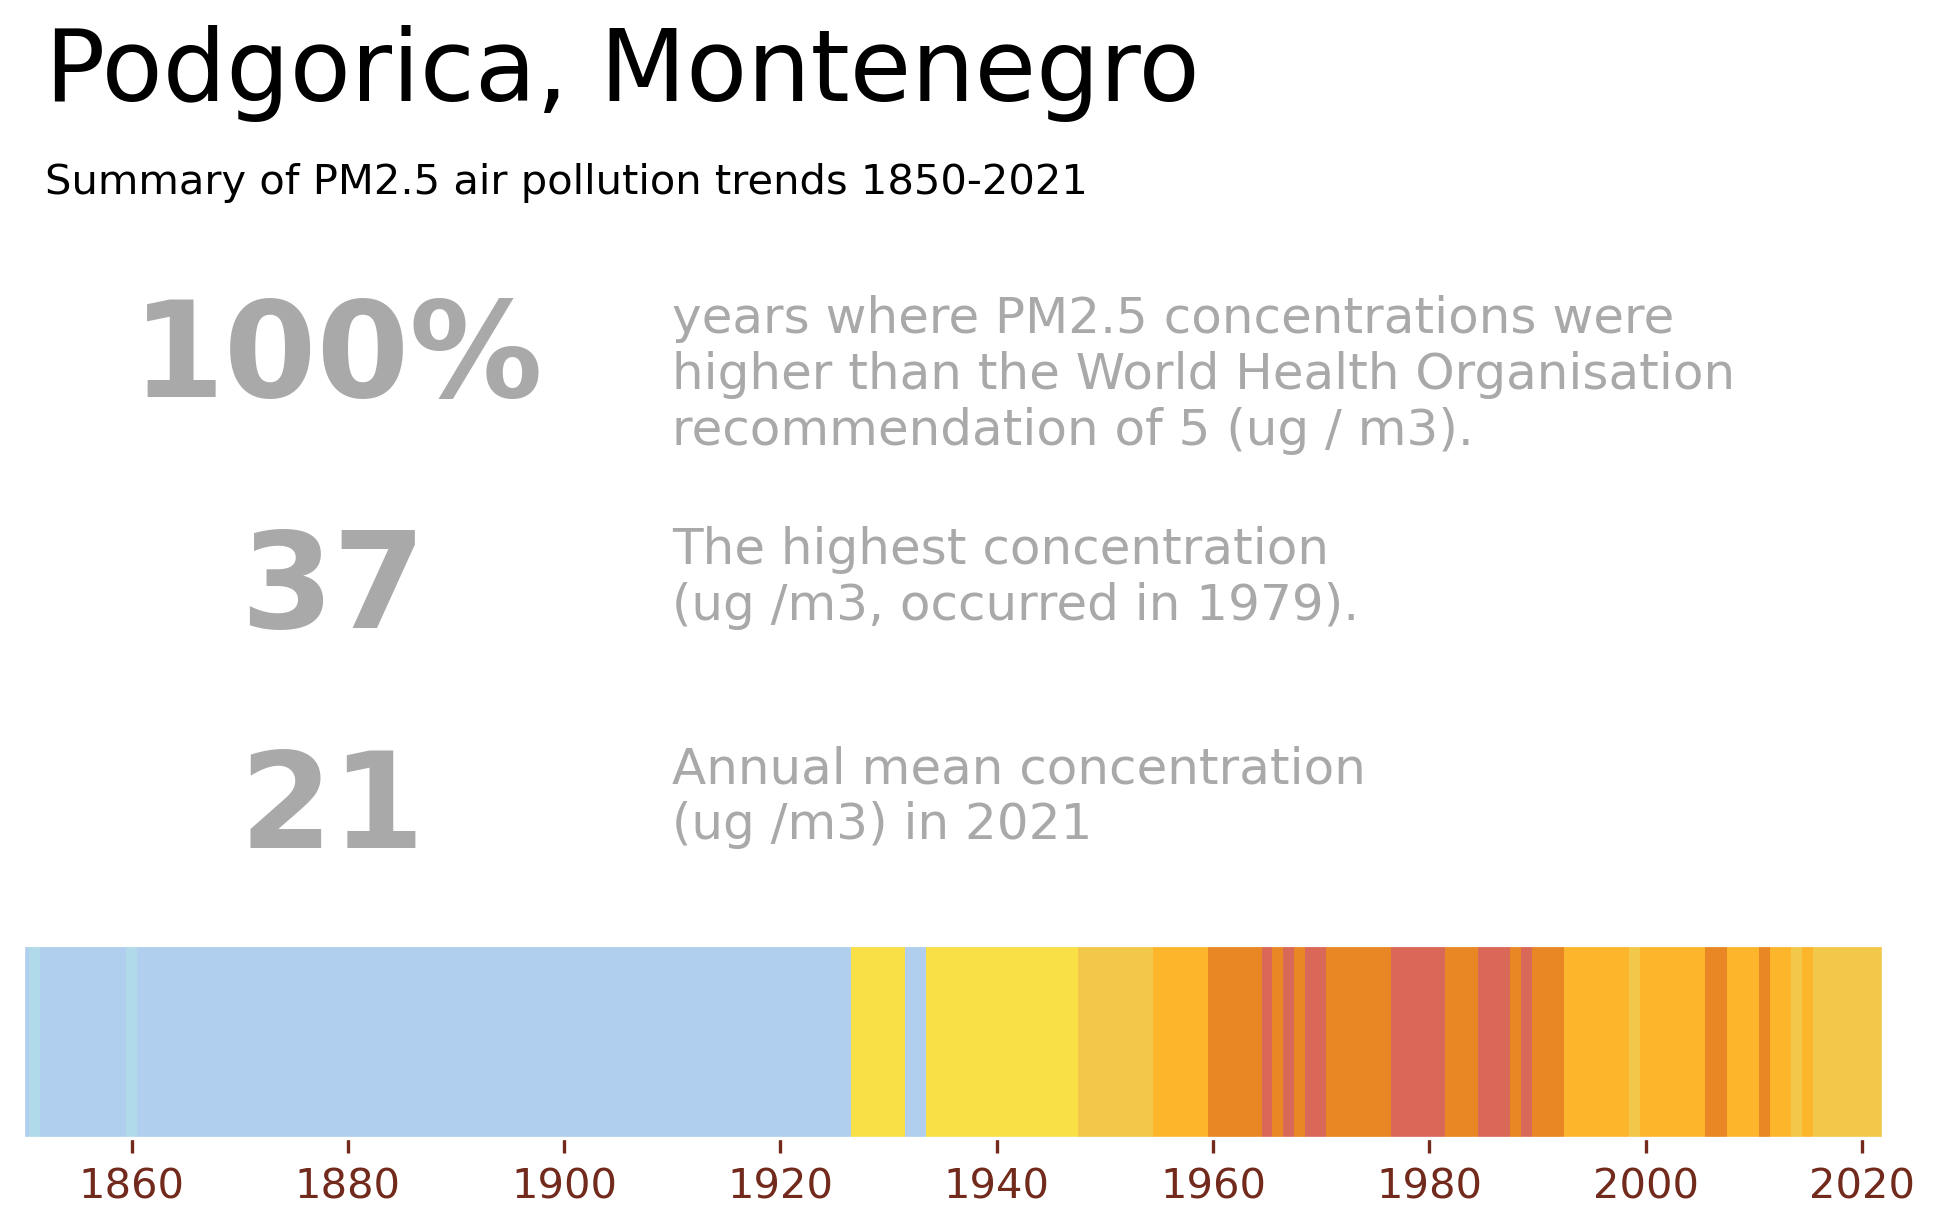 Podgorica, Montenegro
Summary of PM2.5 air pollution trends 1850-2021
100%
years where PM2.5 concentrations were
higher than the World Health Organisation
recommendation of 5 (ug / m3).
37
The highest concentration
(ug /m3, occurred in 1979).
21
Annual mean concentration
(ug /m3) in 2021
1860 1880 1900 1920 1940 1960 1980 2000 2020